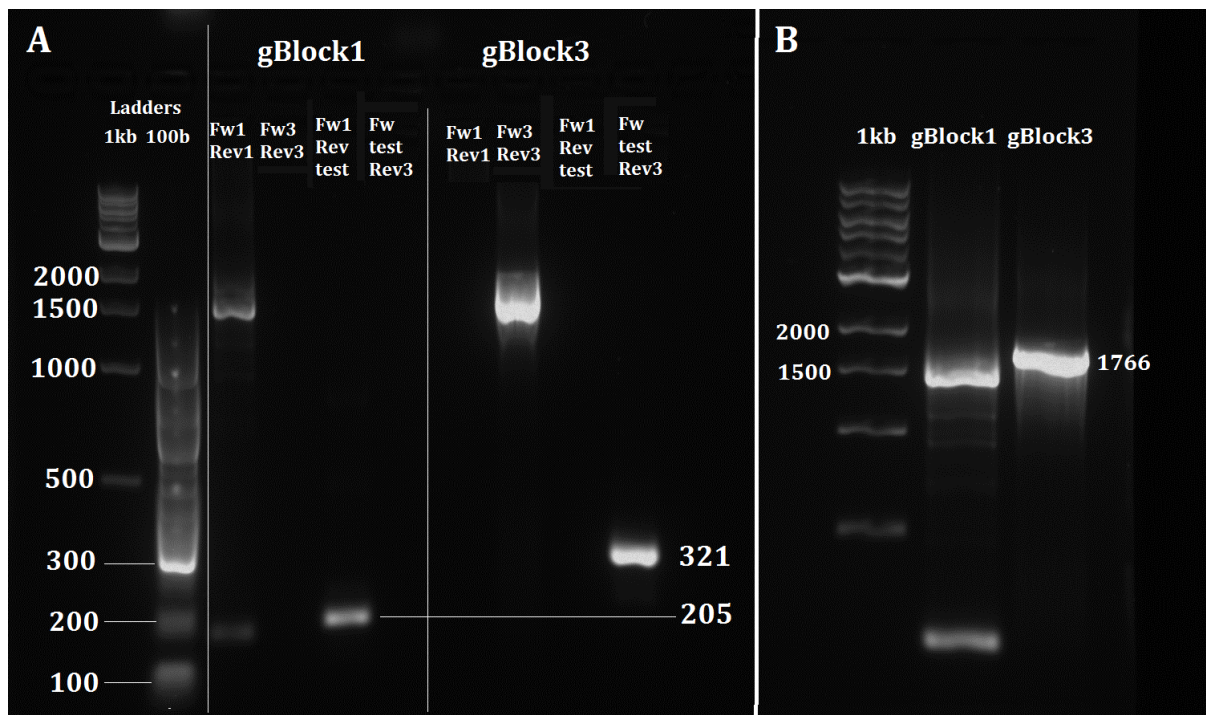 A
gBlock1
gBlock3
Ladders
1kb 100b
Fw1
Rev1
Fw3
Rev3
Fw1
Rev
test
Fw
test
Rev3
Fw1
Rev1
Fw3
Rev3
Fw1
Rev
test
Fw
test
Rev3
2000
1500
1000
500
300
200
100
321
205
B
1kb gBlock1 gBlock3
2000
1500
1766